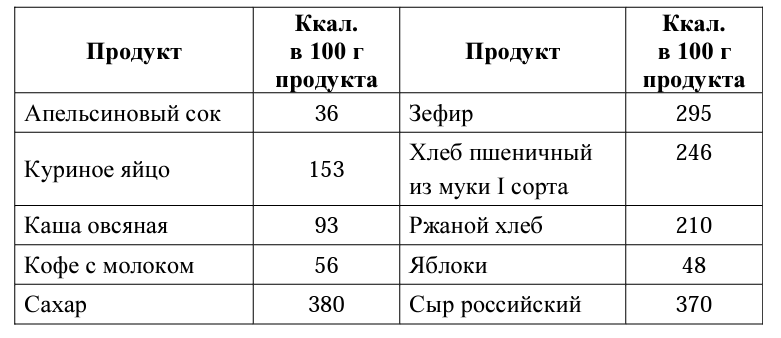 Продукт Ккал. в 100 г продукта Продукт Ккал. в 100 г продукта
Апельсиновый сок 36 Зефир 295
Куриное яйцо 153 Хлеб пшеничный из муки I сорта 246
Каша овсяная 93 Ржаной хлеб 210
Кофе с молоком 56 Яблоки 48
Сахар 380 Сыр российский 370